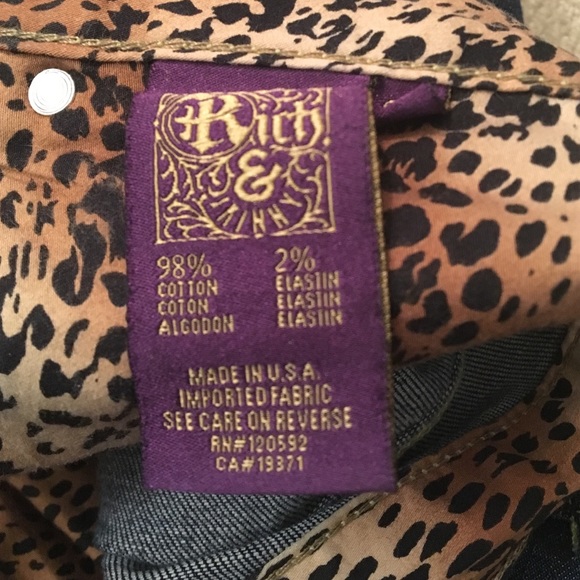 Rich
&
SKINNY
98% 2%
COTTON ELASTIN
COTON ELASTIN
ALGODON ELASTIN
MADE IN U.S.A.
IMPORTED FABRIC
SEE CARE ON REVERSE
RN#120592
CA#19371